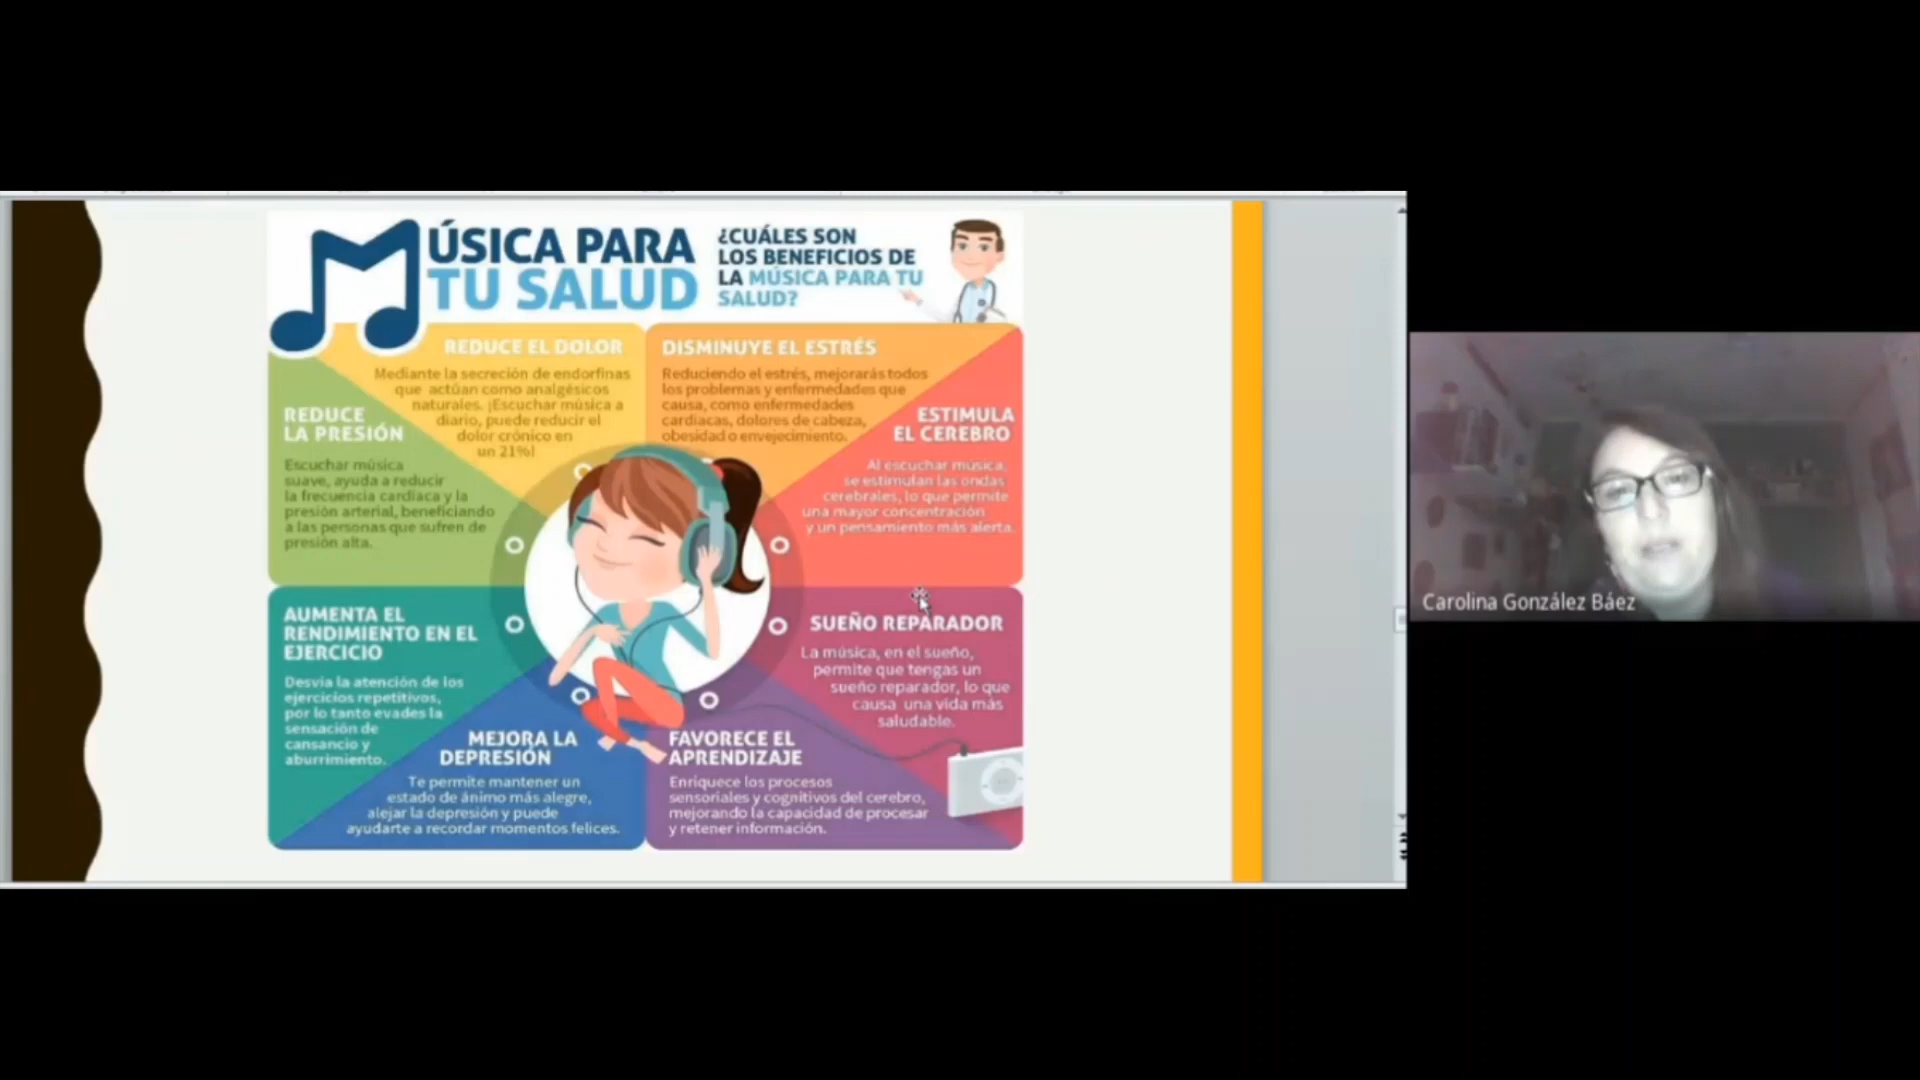 MÚSICA PARA
TU SALUD
¿CUÁLES SON
LOS BENEFICIOS DE
LA MÚSICA PARA TU
SALUD?
REDUCE EL DOLOR
Mediante la secreción de endorfinas
que actúan como analgésicos
naturales. ¡Escuchar música a
diario, puede reducir el
dolor crónico en
un 21%!
DISMINUYE EL ESTRÉS
Reduciendo el estrés, mejorarás todos
los problemas y enfermedades que
causa, como enfermedades
cardíacas, dolores de cabeza,
obesidad o envejecimiento.
REDUCE
LA PRESIÓN
Escuchar música
suave, ayuda a reducir
la frecuencia cardíaca y la
presión arterial, beneficiando
a las personas que sufren de
presión alta.
ESTIMULA
EL CEREBRO
Al escuchar música,
se estimulan las ondas
cerebrales, lo que permite
una mayor concentración
y un pensamiento más alerta.
AUMENTA EL
RENDIMIENTO EN EL
EJERCICIO
Desvía la atención de los
ejercicios repetitivos,
por lo tanto evades la
sensación de
cansancio y
aburrimiento.
SUEÑO REPARADOR
La música, en el sueño,
permite que tengas un
sueño reparador, lo que
causa una vida más
saludable.
MEJORA LA
DEPRESIÓN
Te permite mantener un
estado de ánimo más alegre,
alejar la depresión y puede
ayudarte a recordar momentos felices.
FAVORECE EL
APRENDIZAJE
Enriquece los procesos
sensoriales y cognitivos del cerebro,
mejorando la capacidad de procesar
y retener información.
Carolina González Báez